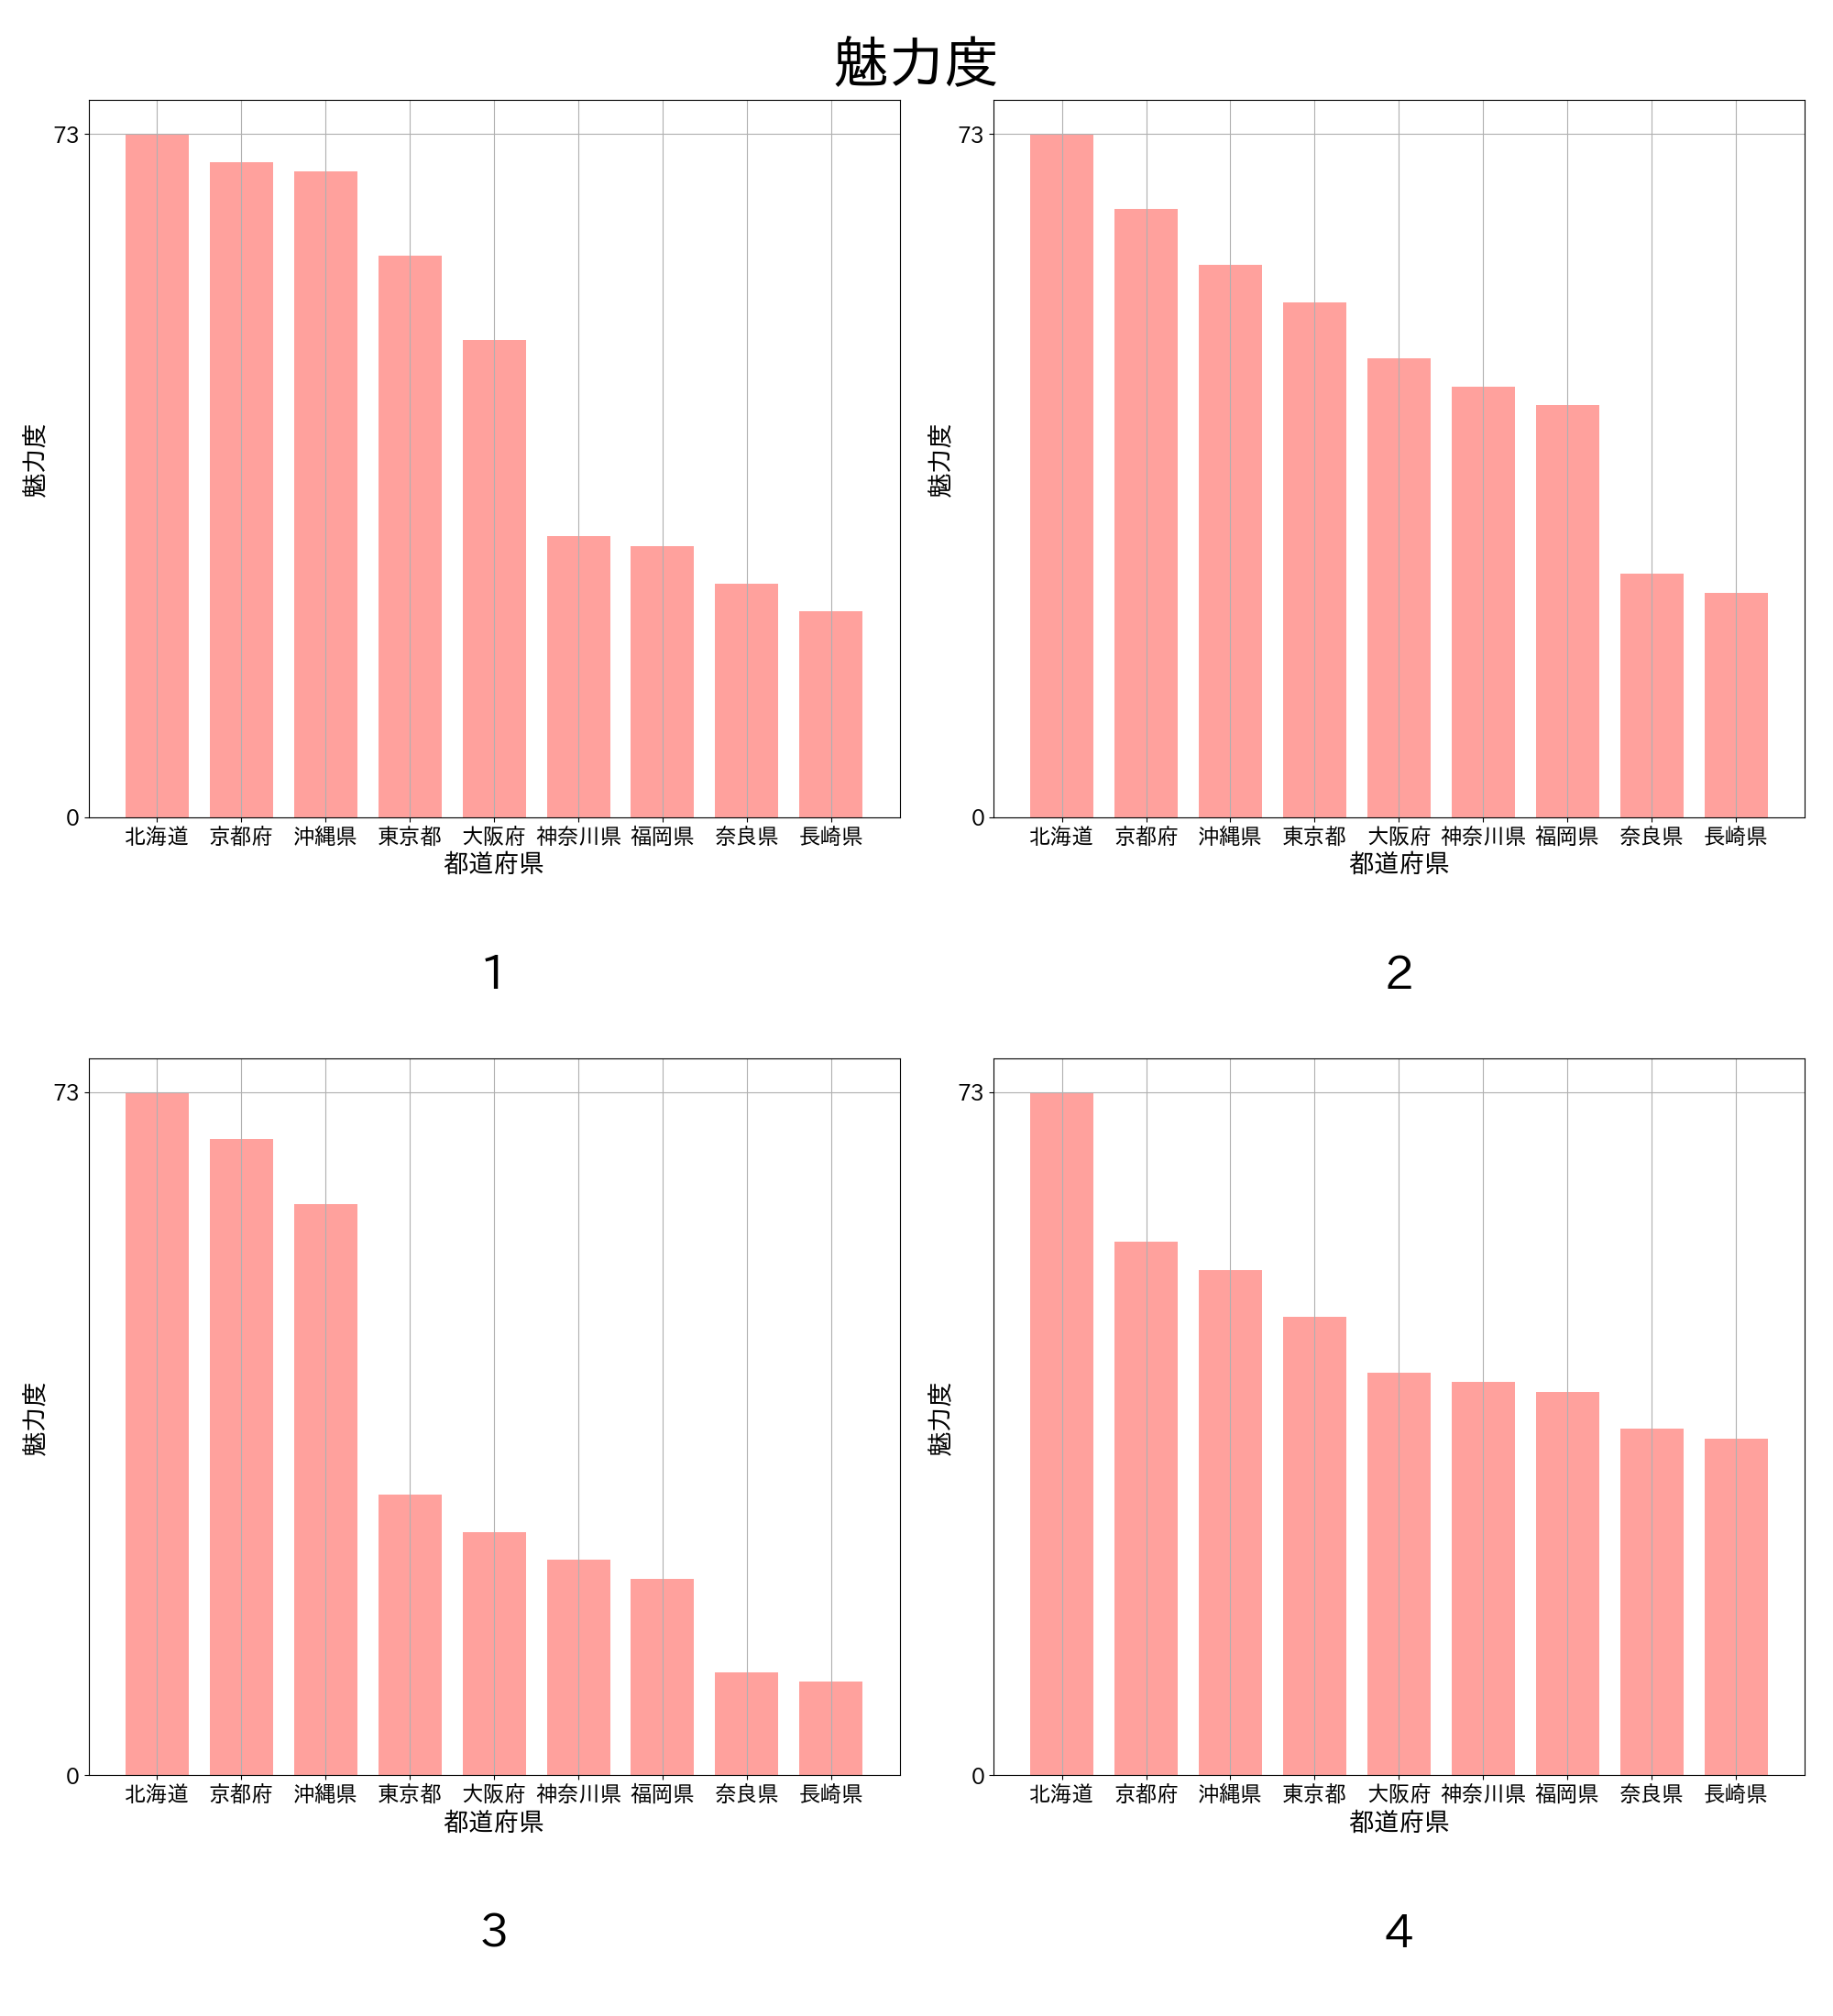 魅力度
73
0
魅力度
北海道 京都府 沖縄県 東京都 大阪府 神奈川県 福岡県 奈良県 長崎県
都道府県
1
73
0
魅力度
北海道 京都府 沖縄県 東京都 大阪府 神奈川県 福岡県 奈良県 長崎県
都道府県
2
73
0
魅力度
北海道 京都府 沖縄県 東京都 大阪府 神奈川県 福岡県 奈良県 長崎県
都道府県
3
73
0
魅力度
北海道 京都府 沖縄県 東京都 大阪府 神奈川県 福岡県 奈良県 長崎県
都道府県
4